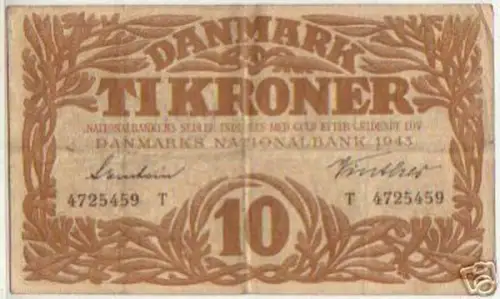 DANMARK
TI KRONER
NATIONALBANKENS SEDLER INDLØSES MED GULD EFTER GÆLDENDE LOV
DANMARKS NATIONALBANK 1943
4725459 T T 4725459
10